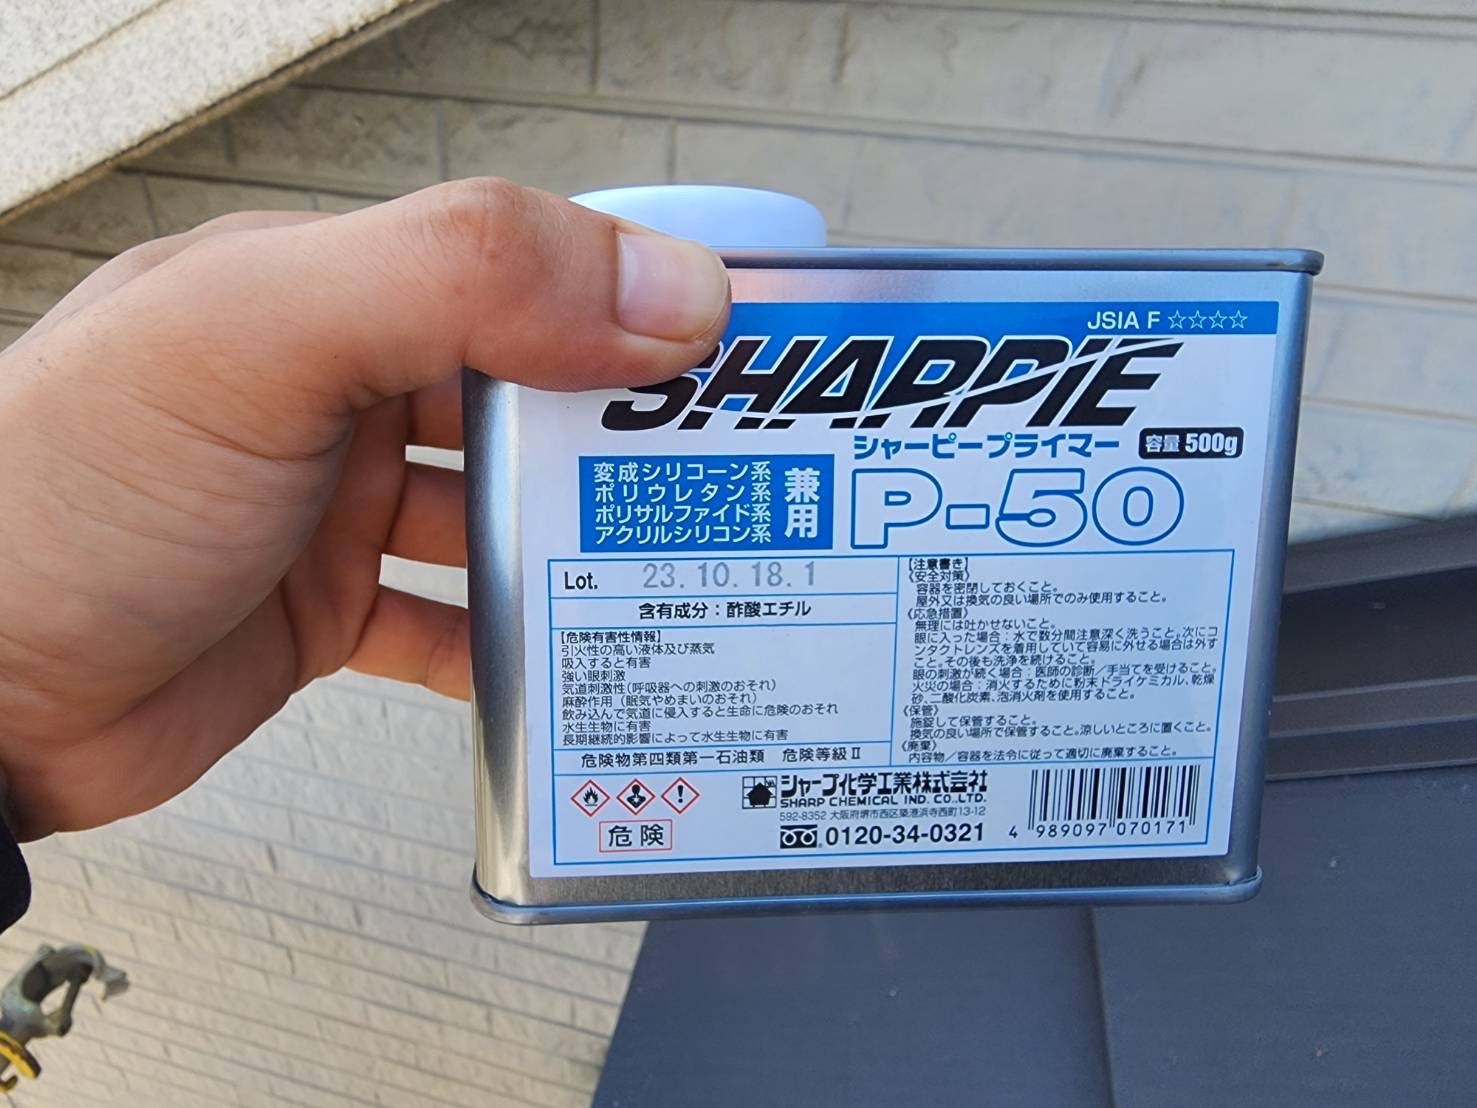 JSIA F ☆☆☆☆
SHARPIE
シャーピープライマー
容量 500g
変成シリコーン系
ポリウレタン系
ポリサルファイド系
アクリルシリコン系
兼用
P-50
Lot. 23.10.18.1
含有成分：酢酸エチル
【危険有害性情報】
引火性の高い液体及び蒸気
吸入すると有害
強い眼刺激
気道刺激性（呼吸器への刺激のおそれ）
麻酔作用（眠気やめまいのおそれ）
飲み込んで気道に侵入すると生命に危険のおそれ
水生生物に有害
長期継続的影響によって水生生物に有害
【注意書き】
《安全対策》
容器を密閉しておくこと。
屋外又は換気の良い場所でのみ使用すること。
《応急措置》
無理には吐かせないこと。
眼に入った場合：水で数分間注意深く洗うこと。次にコ
ンタクトレンズを着用していて容易に外せる場合は外す
こと。その後も洗浄を続けること。
眼の刺激が続く場合：医師の診断／手当てを受けること。
火災の場合：消火するために粉末ドライケミカル、乾燥
砂、二酸化炭素、泡消火剤を使用すること。
《保管》
施錠して保管すること。
換気の良い場所で保管すること。涼しいところに置くこと。
《廃棄》
内容物／容器を法令に従って適切に廃棄すること。
危険物第四類第一石油類 危険等級Ⅱ
危険
シャープ化学工業株式会社
SHARP CHEMICAL IND. CO.,LTD.
592-8352 大阪府堺市西区築港浜寺西町13-12
0120-34-0321
4 989097 070171